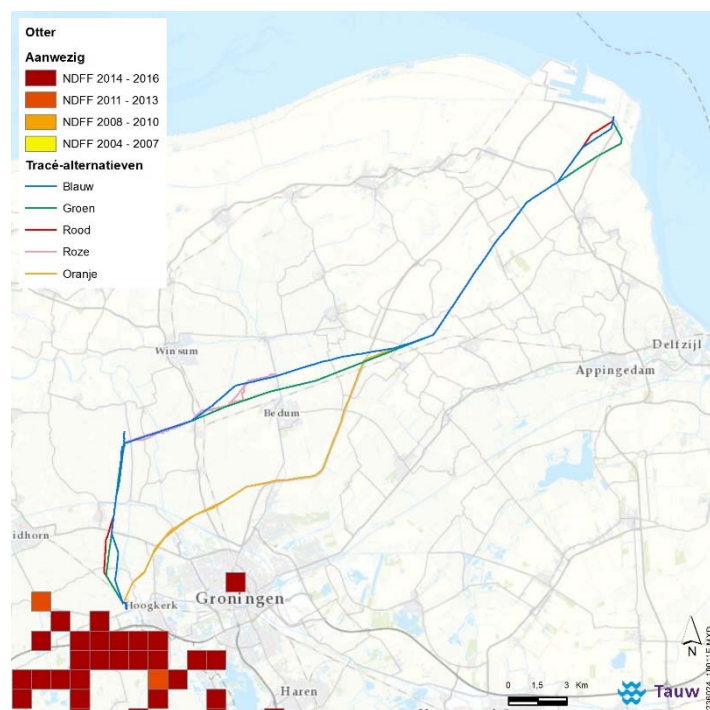 Otter
Aanwezig
NDFF 2014 - 2016
NDFF 2011 - 2013
NDFF 2008 - 2010
NDFF 2004 - 2007
Tracé-alternatieven
Blauw
Groen
Rood
Roze
Oranje
Winsum
Delfzijl
Appingedam
Bedum
idhorn
Hoogkerk
Groningen
Haren
N
0 1,5 3 Km
Tauw